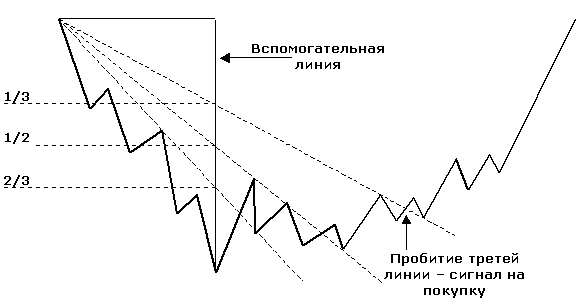 Вспомогательная
линия
1/3
1/2
2/3
Пробитие третей
линии – сигнал на
покупку